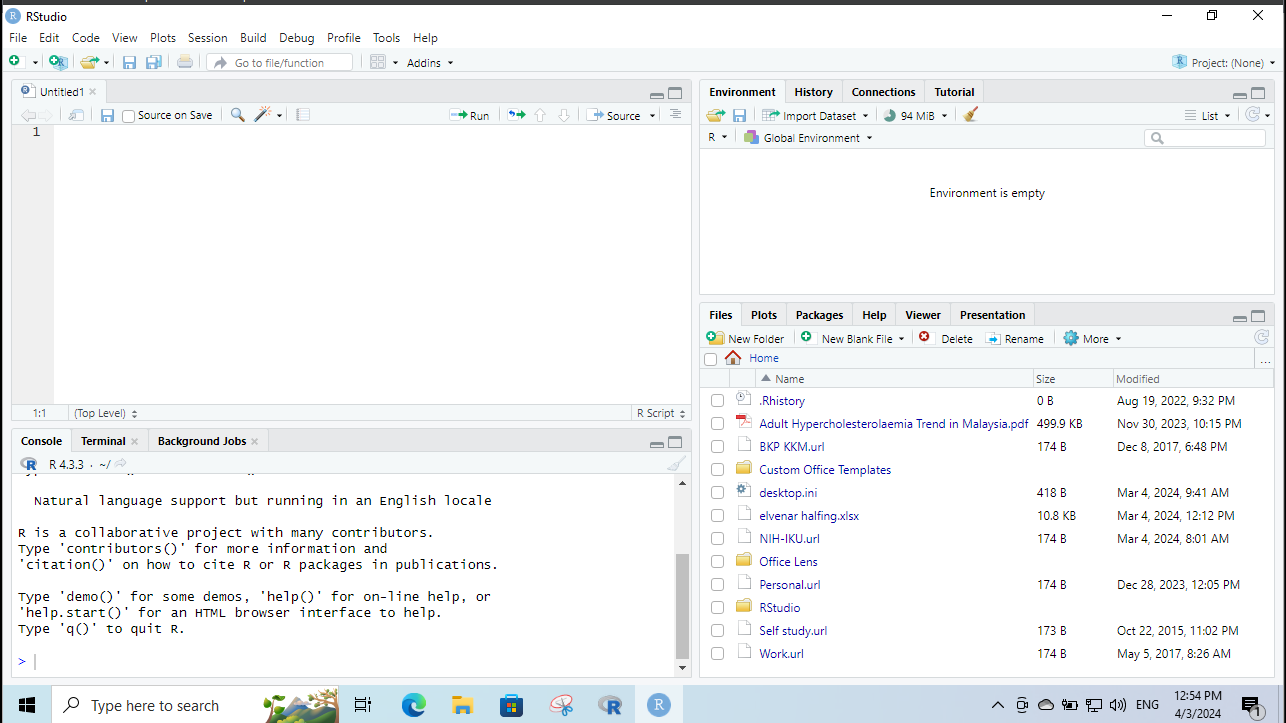 RStudio
File Edit Code View Plots Session Build Debug Profile Tools Help
Go to file/function Addins Project: (None)
Untitled1
Source on Save Run Source
1
1:1 (Top Level) R Script
Console Terminal Background Jobs
R 4.3.3 · ~/
Natural language support but running in an English locale
R is a collaborative project with many contributors.
Type 'contributors()' for more information and
'citation()' on how to cite R or R packages in publications.
Type 'demo()' for some demos, 'help()' for on-line help, or
'help.start()' for an HTML browser interface to help.
Type 'q()' to quit R.
>
Environment History Connections Tutorial
Import Dataset 94 MiB List
R Global Environment
Environment is empty
Files Plots Packages Help Viewer Presentation
New Folder New Blank File Delete Rename More
Home ...
Name Size Modified
.Rhistory 0 B Aug 19, 2022, 9:32 PM
Adult Hypercholesterolaemia Trend in Malaysia.pdf 499.9 KB Nov 30, 2023, 10:15 PM
BKP KKM.url 174 B Dec 8, 2017, 6:48 PM
Custom Office Templates
desktop.ini 418 B Mar 4, 2024, 9:41 AM
elvenar halfing.xlsx 10.8 KB Mar 4, 2024, 12:12 PM
NIH-IKU.url 174 B Mar 4, 2024, 8:01 AM
Office Lens
Personal.url 174 B Dec 28, 2023, 12:05 PM
RStudio
Self study.url 173 B Oct 22, 2015, 11:02 PM
Work.url 174 B May 5, 2017, 8:26 AM
Type here to search ENG 12:54 PM
4/3/2024 1